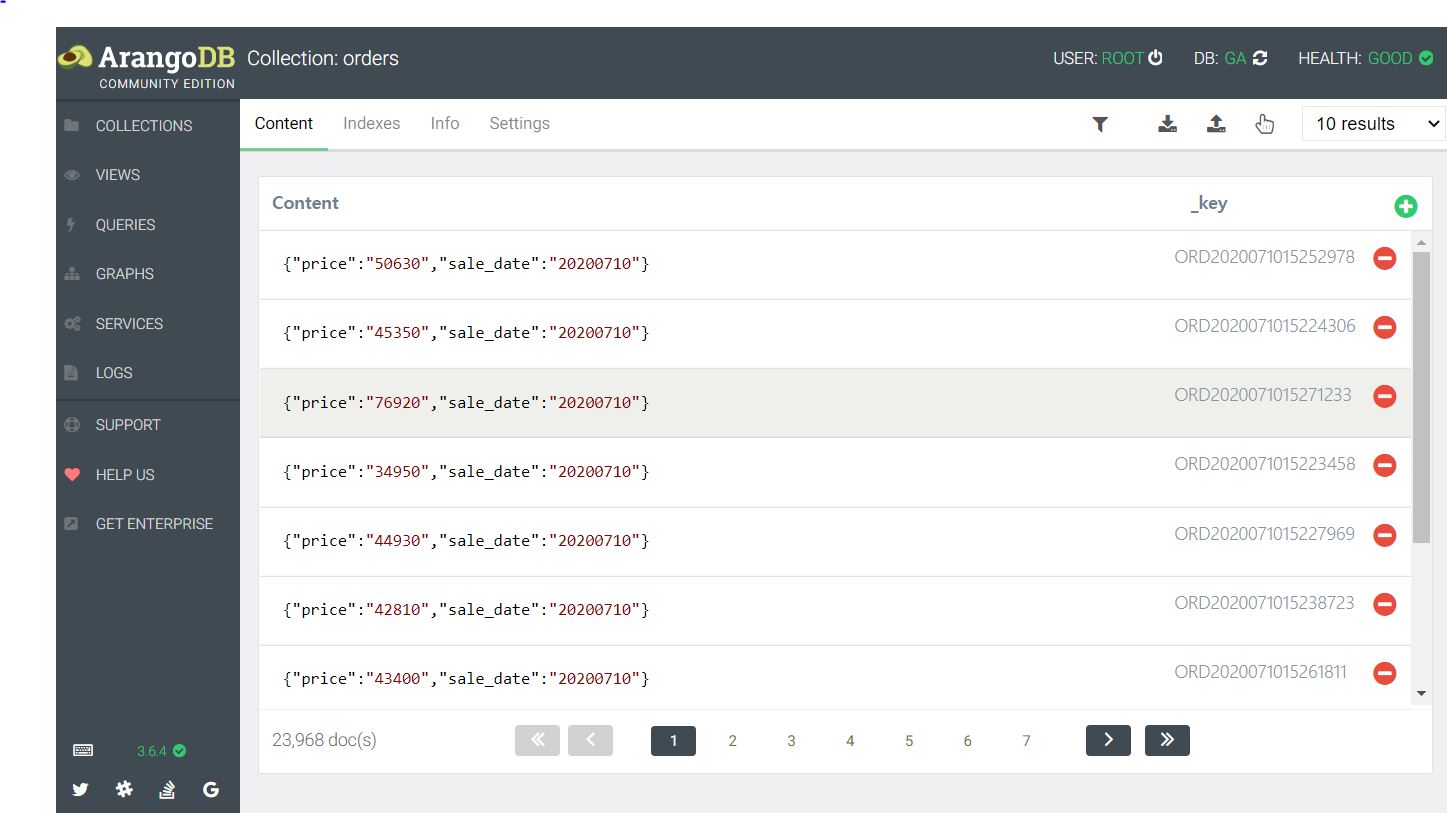 ArangoDB Collection: orders USER: ROOT DB: GA HEALTH: GOOD
COMMUNITY EDITION
COLLECTIONS
VIEWS
QUERIES
GRAPHS
SERVICES
LOGS
SUPPORT
HELP US
GET ENTERPRISE
3.6.4
Content Indexes Info Settings 10 results
Content _key
{"price":"50630","sale_date":"20200710"} ORD2020071015252978
{"price":"45350","sale_date":"20200710"} ORD2020071015224306
{"price":"76920","sale_date":"20200710"} ORD2020071015271233
{"price":"34950","sale_date":"20200710"} ORD2020071015223458
{"price":"44930","sale_date":"20200710"} ORD2020071015227969
{"price":"42810","sale_date":"20200710"} ORD2020071015238723
{"price":"43400","sale_date":"20200710"} ORD2020071015261811
23,968 doc(s) 1 2 3 4 5 6 7